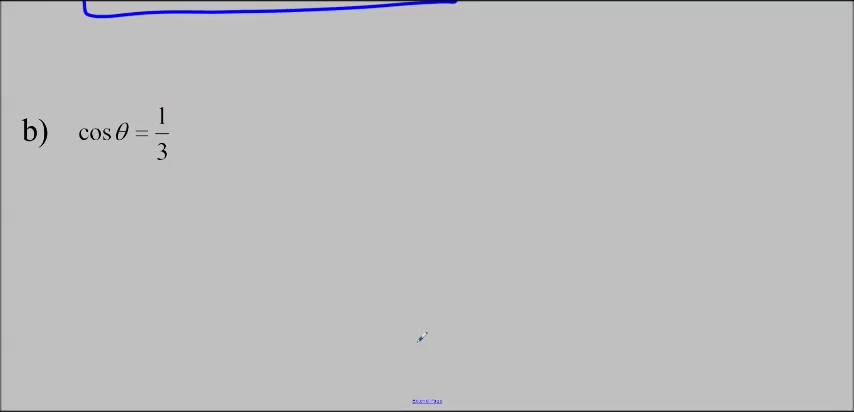 b) cos θ = 1/3